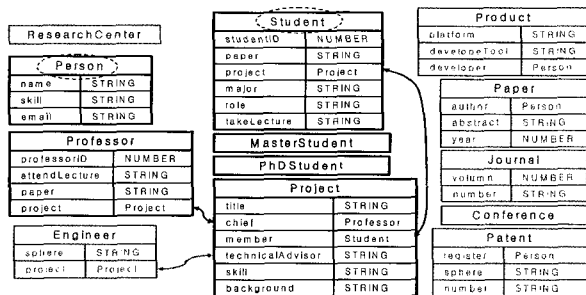 ResearchCenter
Person
name STRING
skill STRING
email STRING
Professor
professorID NUMBER
attendLecture STRING
paper STRING
project Project
Engineer
sphere STRING
project Project
Student
studentID NUMBER
paper STRING
project Project
major STRING
role STRING
takeLecture STRING
MasterStudent
PhDStudent
Project
title STRING
chief Professor
member Student
technicalAdvisor STRING
skill STRING
background STRING
Product
platform STRING
developeTool STRING
developer Person
Paper
author Person
abstract STRING
year NUMBER
Journal
volumn NUMBER
number STRING
Conference
Patent
register Person
sphere STRING
number STRING